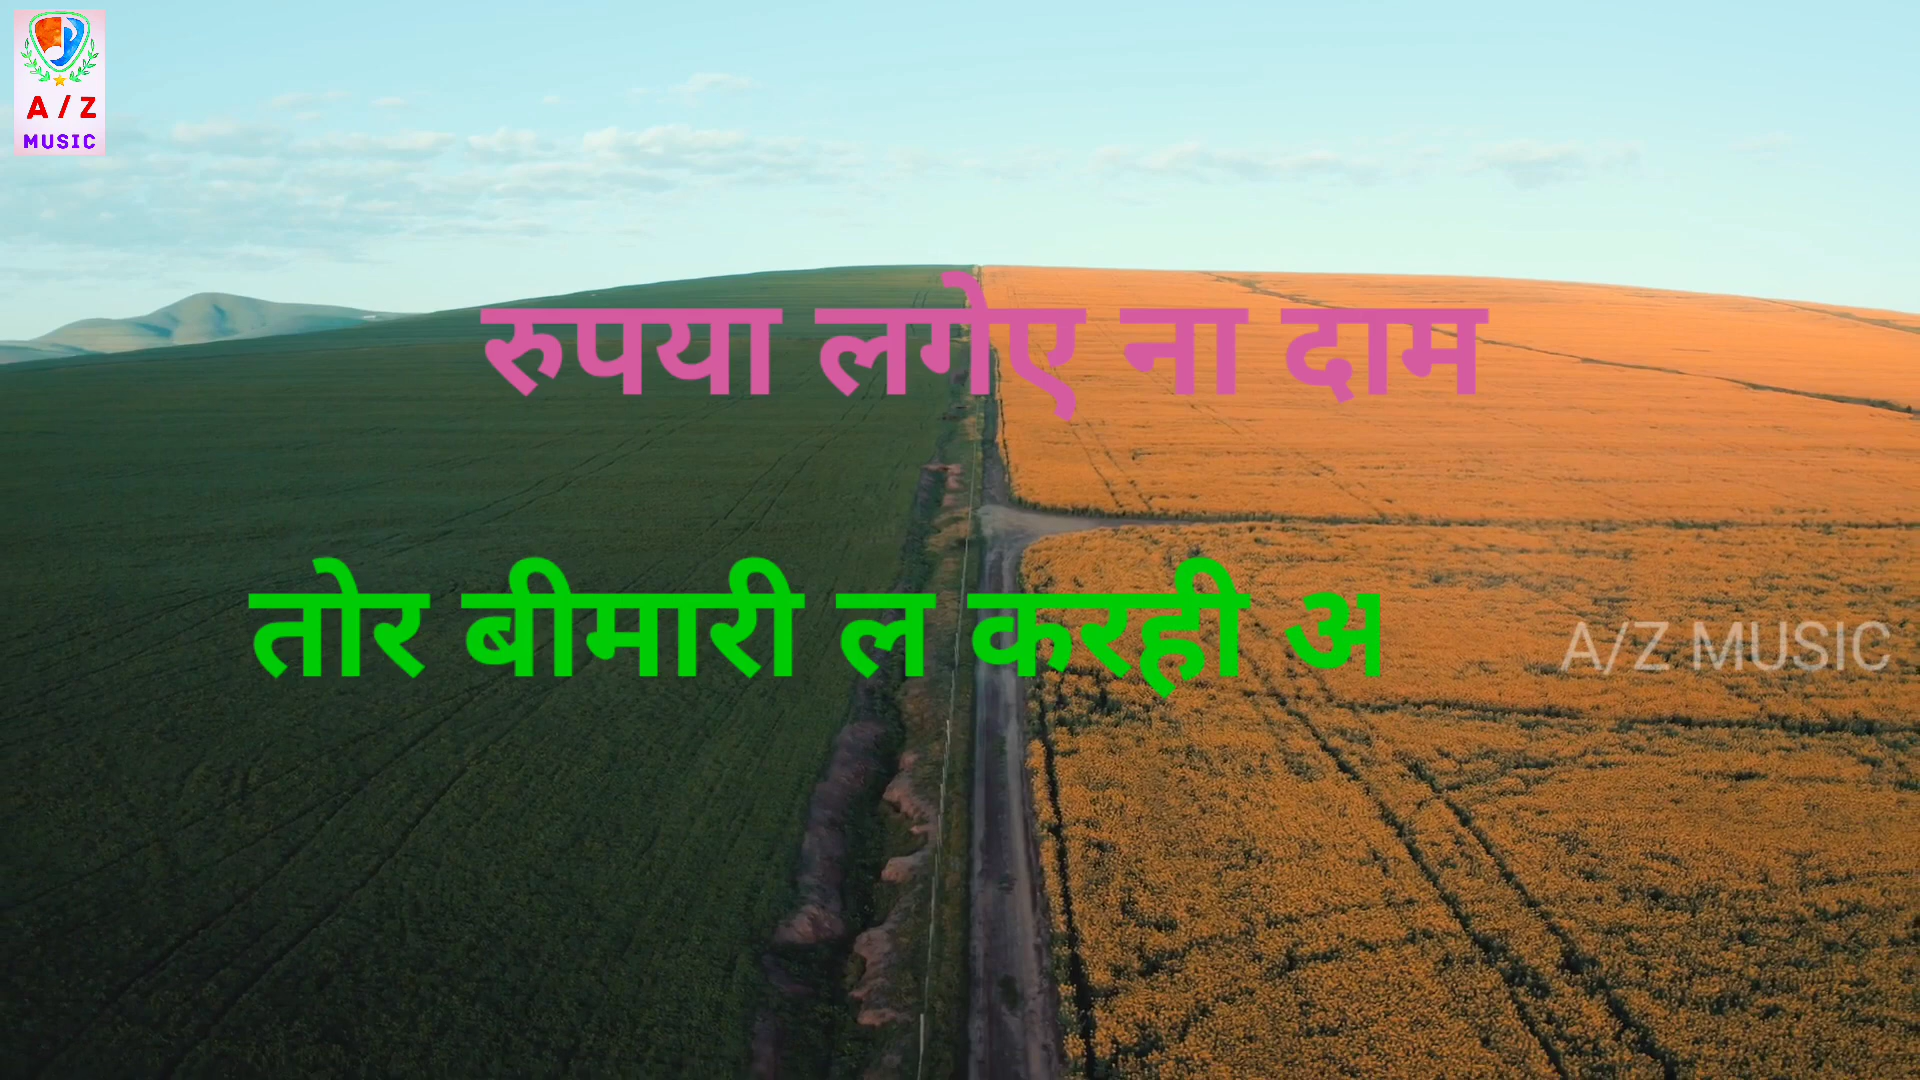 A/Z
MUSIC
रुपया लगेए ना दाम
तोर बीमारी ल करही अ
A/Z MUSIC